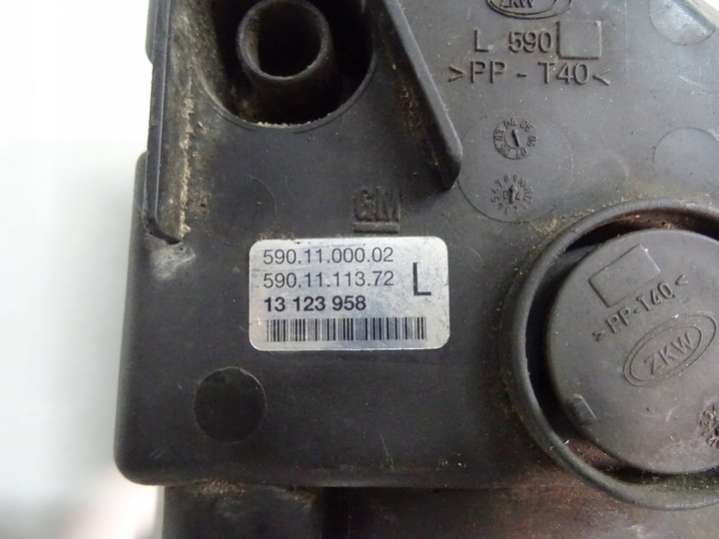 ZKW
L 590
>PP - T40<
GM
590.11.000.02
590.11.113.72
L
13 123 958
>PP-T40<
ZKW